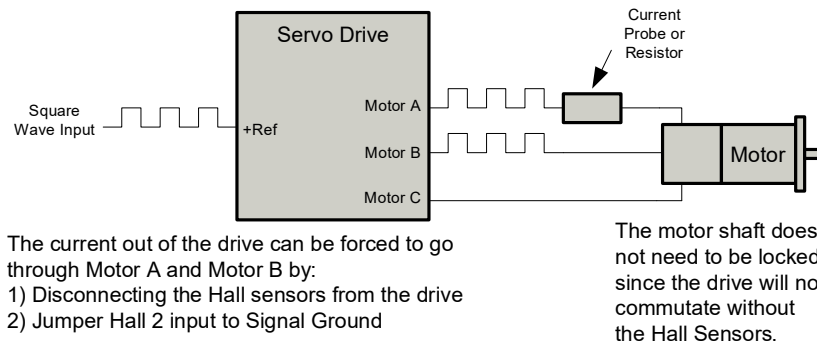 Current
Probe or
Resistor
Servo Drive
Square
Wave Input
+Ref
Motor A
Motor B
Motor C
Motor
The current out of the drive can be forced to go
through Motor A and Motor B by:
1) Disconnecting the Hall sensors from the drive
2) Jumper Hall 2 input to Signal Ground
The motor shaft does
not need to be locked
since the drive will no
commutate without
the Hall Sensors.